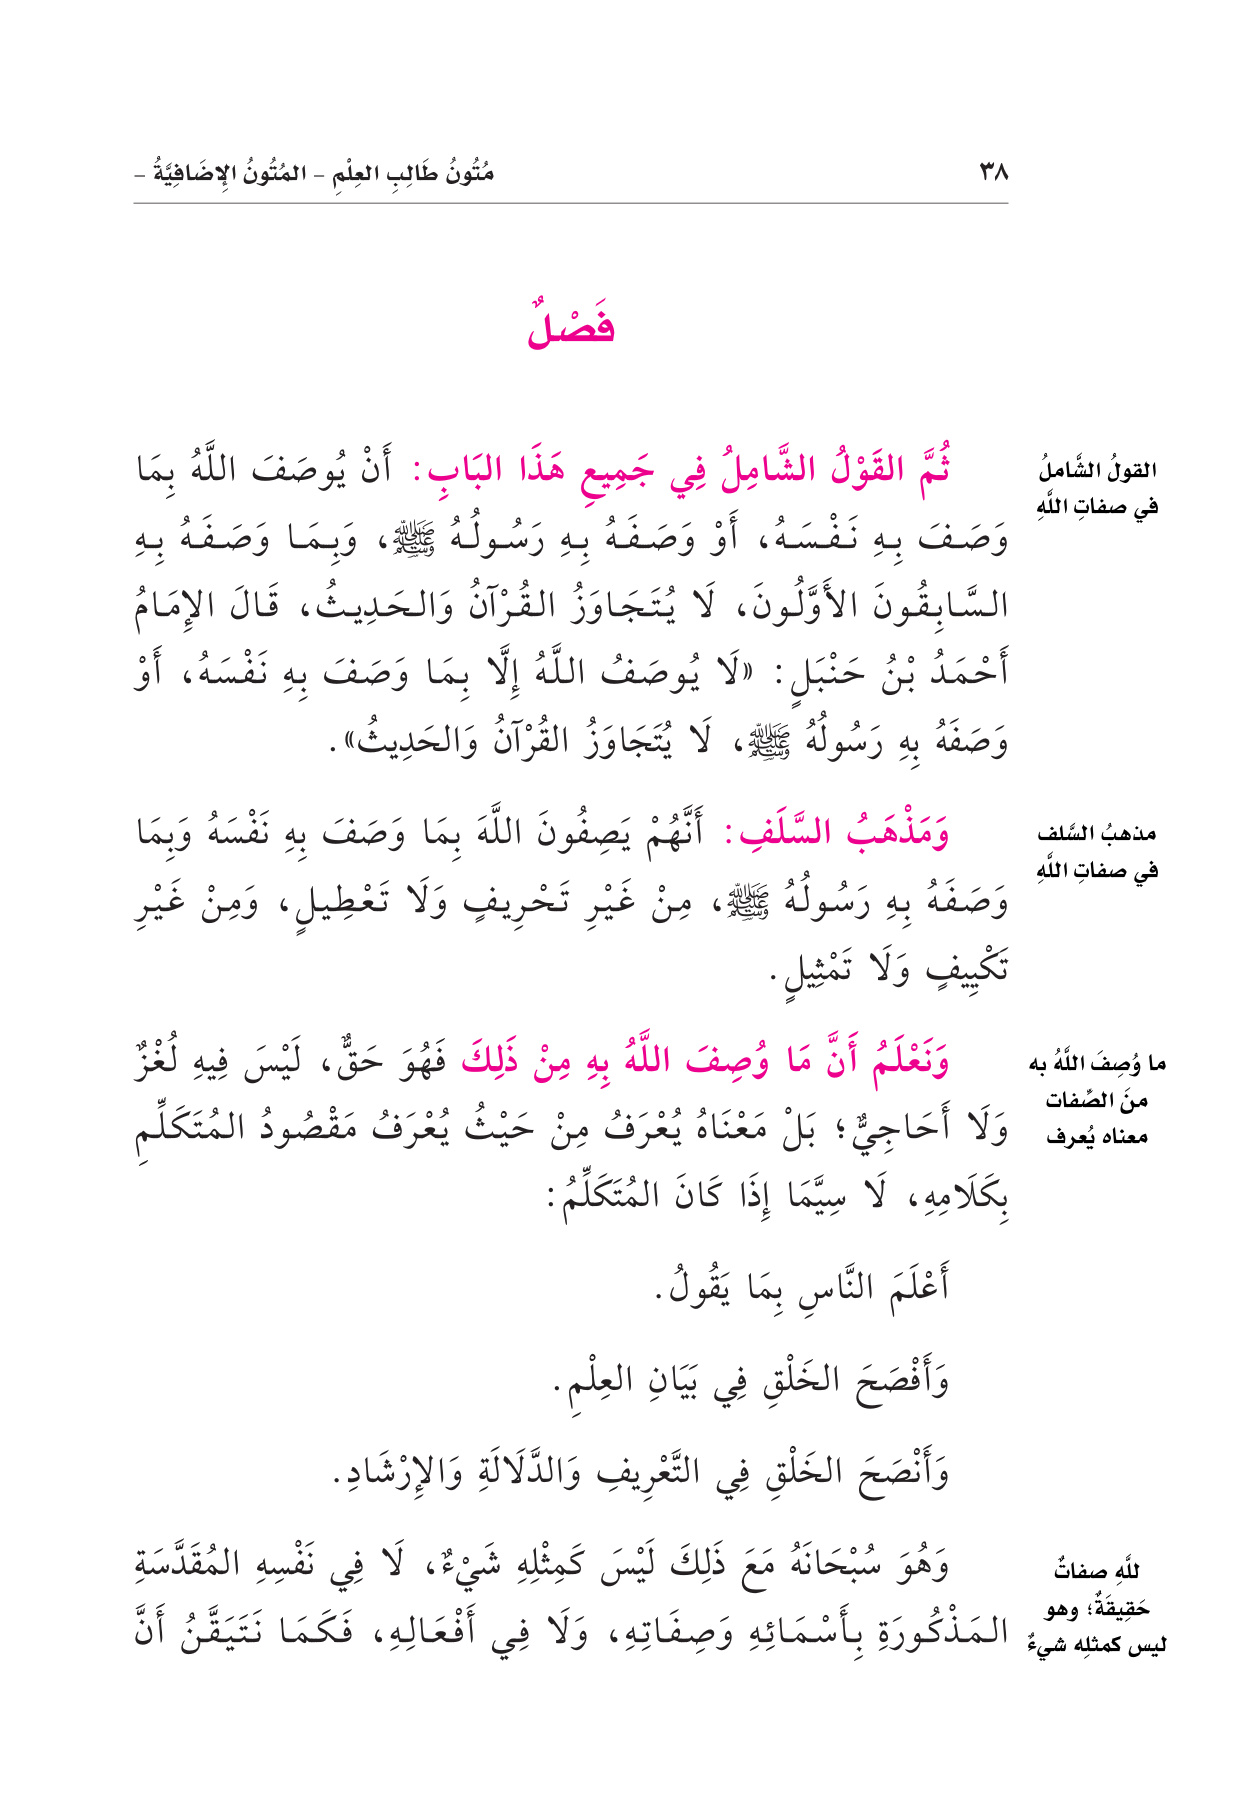 ٣٨
مُتُونُ طَالِبِ العِلْمِ – المُتُونُ الإِضَافِيَّةُ –
فَصْلٌ
القولُ الشَّاملُ
في صفاتِ اللَّهِ
ثُمَّ القَوْلُ الشَّامِلُ فِي جَمِيعِ هَذَا البَابِ: أَنْ يُوصَفَ اللَّهُ بِمَا
وَصَفَ بِهِ نَفْسَهُ، أَوْ وَصَفَهُ بِهِ رَسُولُهُ ﷺ، وَبِمَا وَصَفَهُ بِهِ
السَّابِقُونَ الأَوَّلُونَ، لَا يُتَجَاوَزُ القُرْآنُ وَالحَدِيثُ، قَالَ الإِمَامُ
أَحْمَدُ بْنُ حَنْبَلٍ: «لَا يُوصَفُ اللَّهُ إِلَّا بِمَا وَصَفَ بِهِ نَفْسَهُ، أَوْ
وَصَفَهُ بِهِ رَسُولُهُ ﷺ، لَا يُتَجَاوَزُ القُرْآنُ وَالحَدِيثُ».
مذهبُ السَّلف
في صفاتِ اللَّهِ
وَمَذْهَبُ السَّلَفِ: أَنَّهُمْ يَصِفُونَ اللَّهَ بِمَا وَصَفَ بِهِ نَفْسَهُ وَبِمَا
وَصَفَهُ بِهِ رَسُولُهُ ﷺ، مِنْ غَيْرِ تَحْرِيفٍ وَلَا تَعْطِيلٍ، وَمِنْ غَيْرِ
تَكْيِيفٍ وَلَا تَمْثِيلٍ.
ما وُصِفَ اللَّهُ به
منَ الصِّفات
معناه يُعرف
وَنَعْلَمُ أَنَّ مَا وُصِفَ اللَّهُ بِهِ مِنْ ذَلِكَ فَهُوَ حَقٌّ، لَيْسَ فِيهِ لُغْزٌ
وَلَا أَحَاجِيٌّ؛ بَلْ مَعْنَاهُ يُعْرَفُ مِنْ حَيْثُ يُعْرَفُ مَقْصُودُ المُتَكَلِّمِ
بِكَلَامِهِ، لَا سِيَّمَا إِذَا كَانَ المُتَكَلِّمُ:
أَعْلَمَ النَّاسِ بِمَا يَقُولُ.
وَأَفْصَحَ الخَلْقِ فِي بَيَانِ العِلْمِ.
وَأَنْصَحَ الخَلْقِ فِي التَّعْرِيفِ وَالدَّلَالَةِ وَالإِرْشَادِ.
للَّهِ صفاتٌ
حَقِيقَةٌ؛ وهو
ليس كمثلِه شيءٌ
وَهُوَ سُبْحَانَهُ مَعَ ذَلِكَ لَيْسَ كَمِثْلِهِ شَيْءٌ، لَا فِي نَفْسِهِ المُقَدَّسَةِ
المَذْكُورَةِ بِأَسْمَائِهِ وَصِفَاتِهِ، وَلَا فِي أَفْعَالِهِ، فَكَمَا نَتَيَقَّنُ أَنَّ